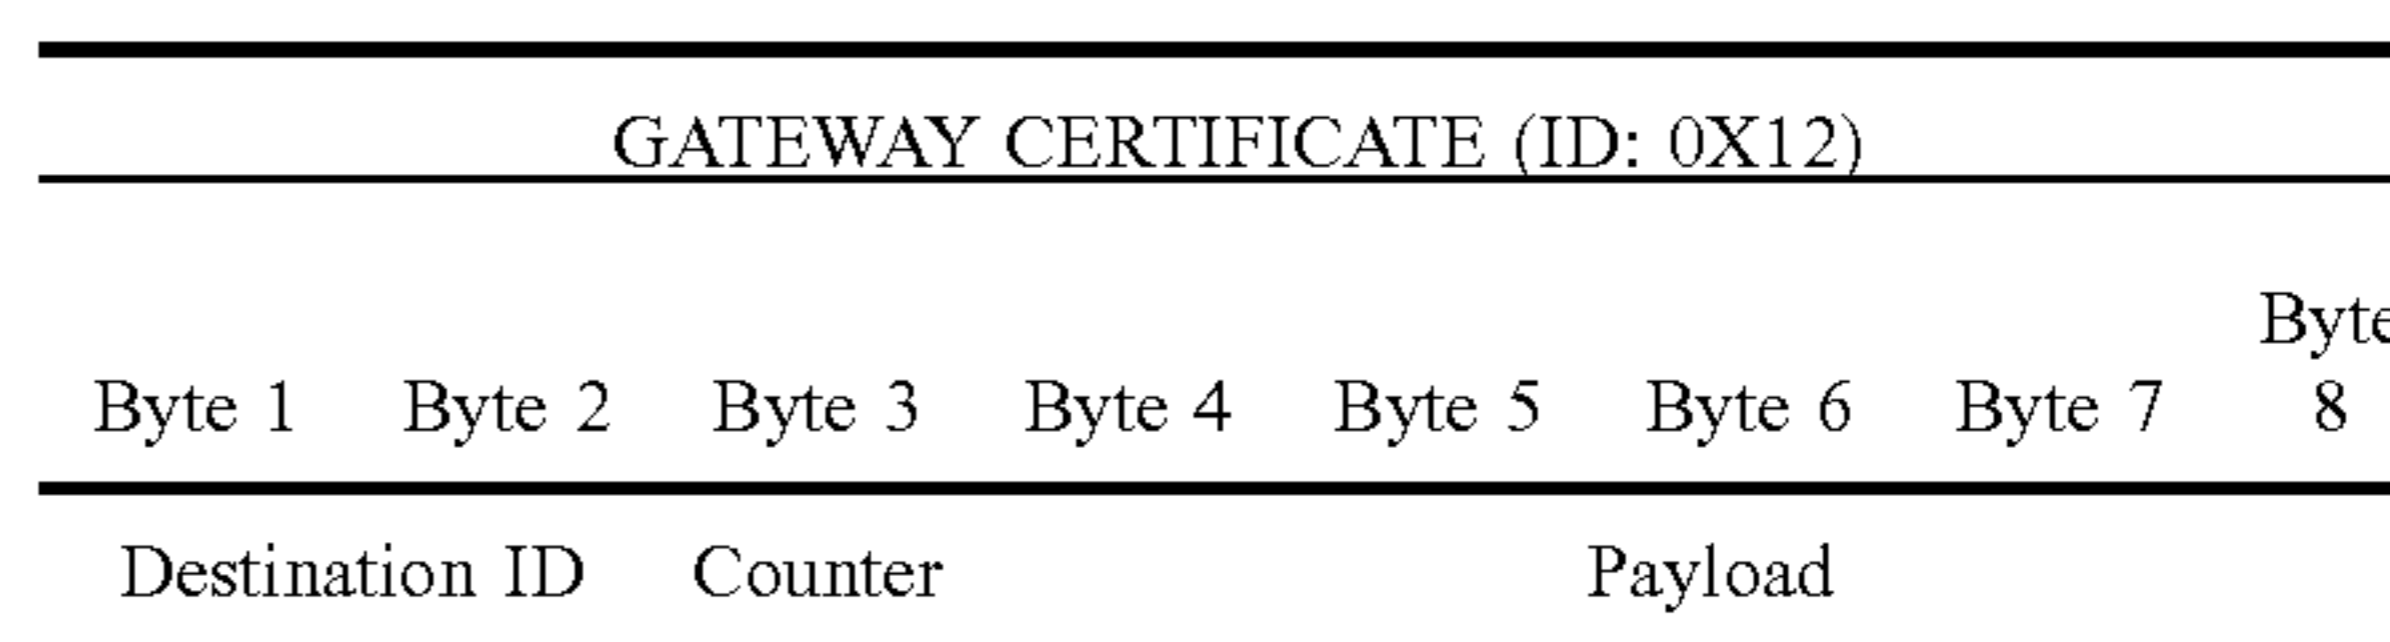 GATEWAY CERTIFICATE (ID: 0X12)
Byte 1 Byte 2 Byte 3 Byte 4 Byte 5 Byte 6 Byte 7 Byte 8
Destination ID Counter Payload